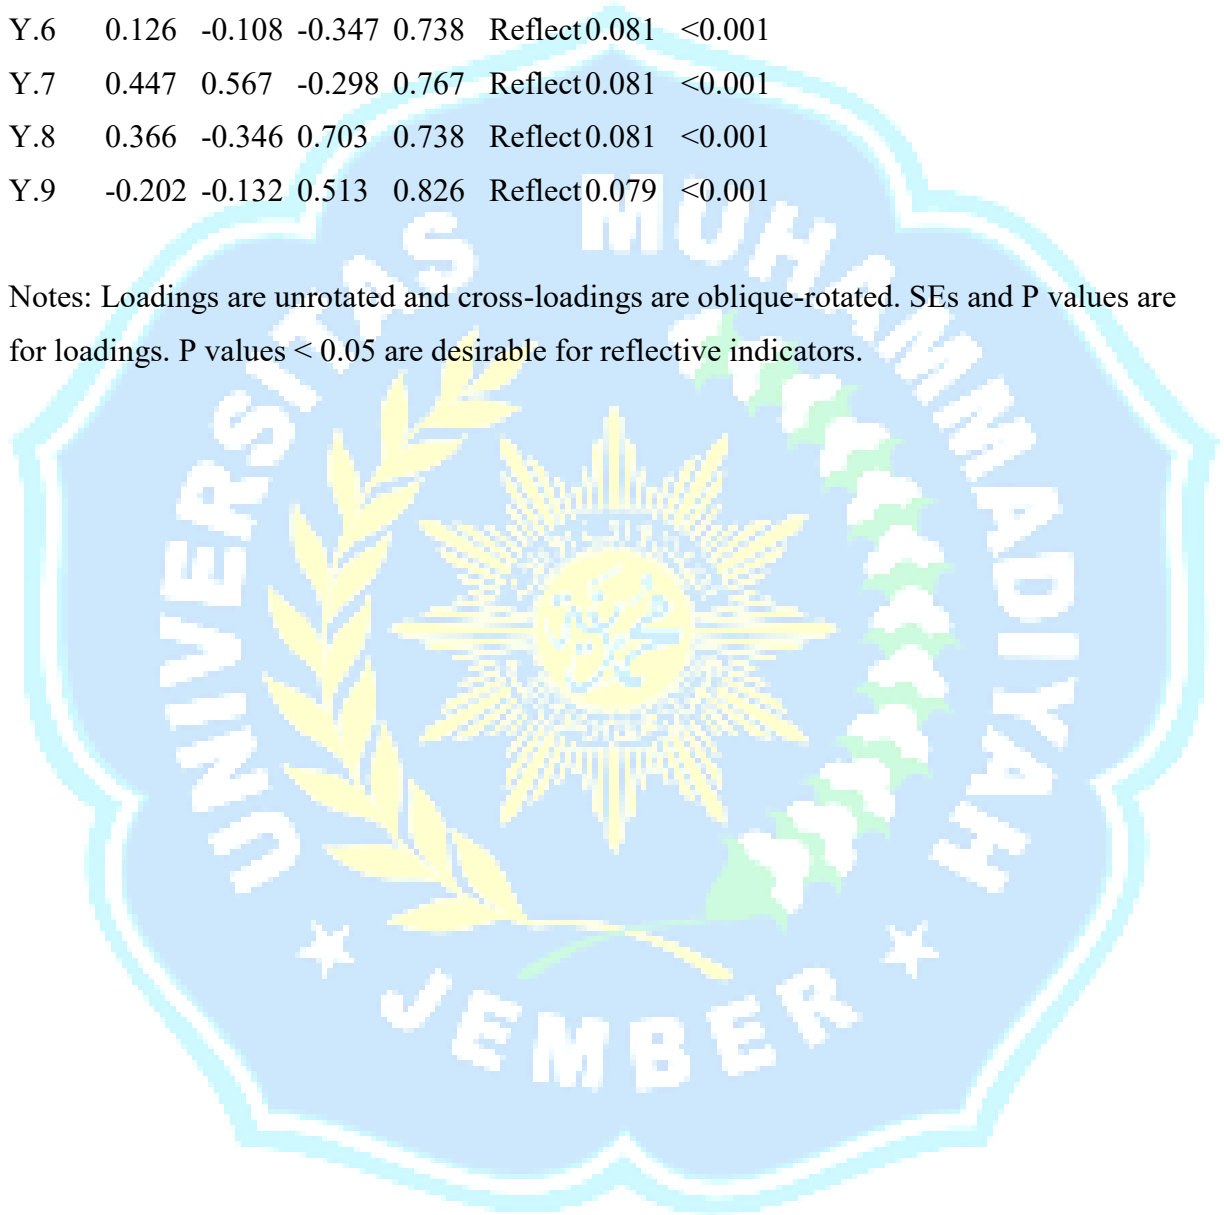 Y.6 0.126 -0.108 -0.347 0.738 Reflect 0.081 <0.001
Y.7 0.447 0.567 -0.298 0.767 Reflect 0.081 <0.001
Y.8 0.366 -0.346 0.703 0.738 Reflect 0.081 <0.001
Y.9 -0.202 -0.132 0.513 0.826 Reflect 0.079 <0.001
Notes: Loadings are unrotated and cross-loadings are oblique-rotated. SEs and P values are
for loadings. P values < 0.05 are desirable for reflective indicators.
UNIVERSITAS MUHAMMADIYAH
JEMBER